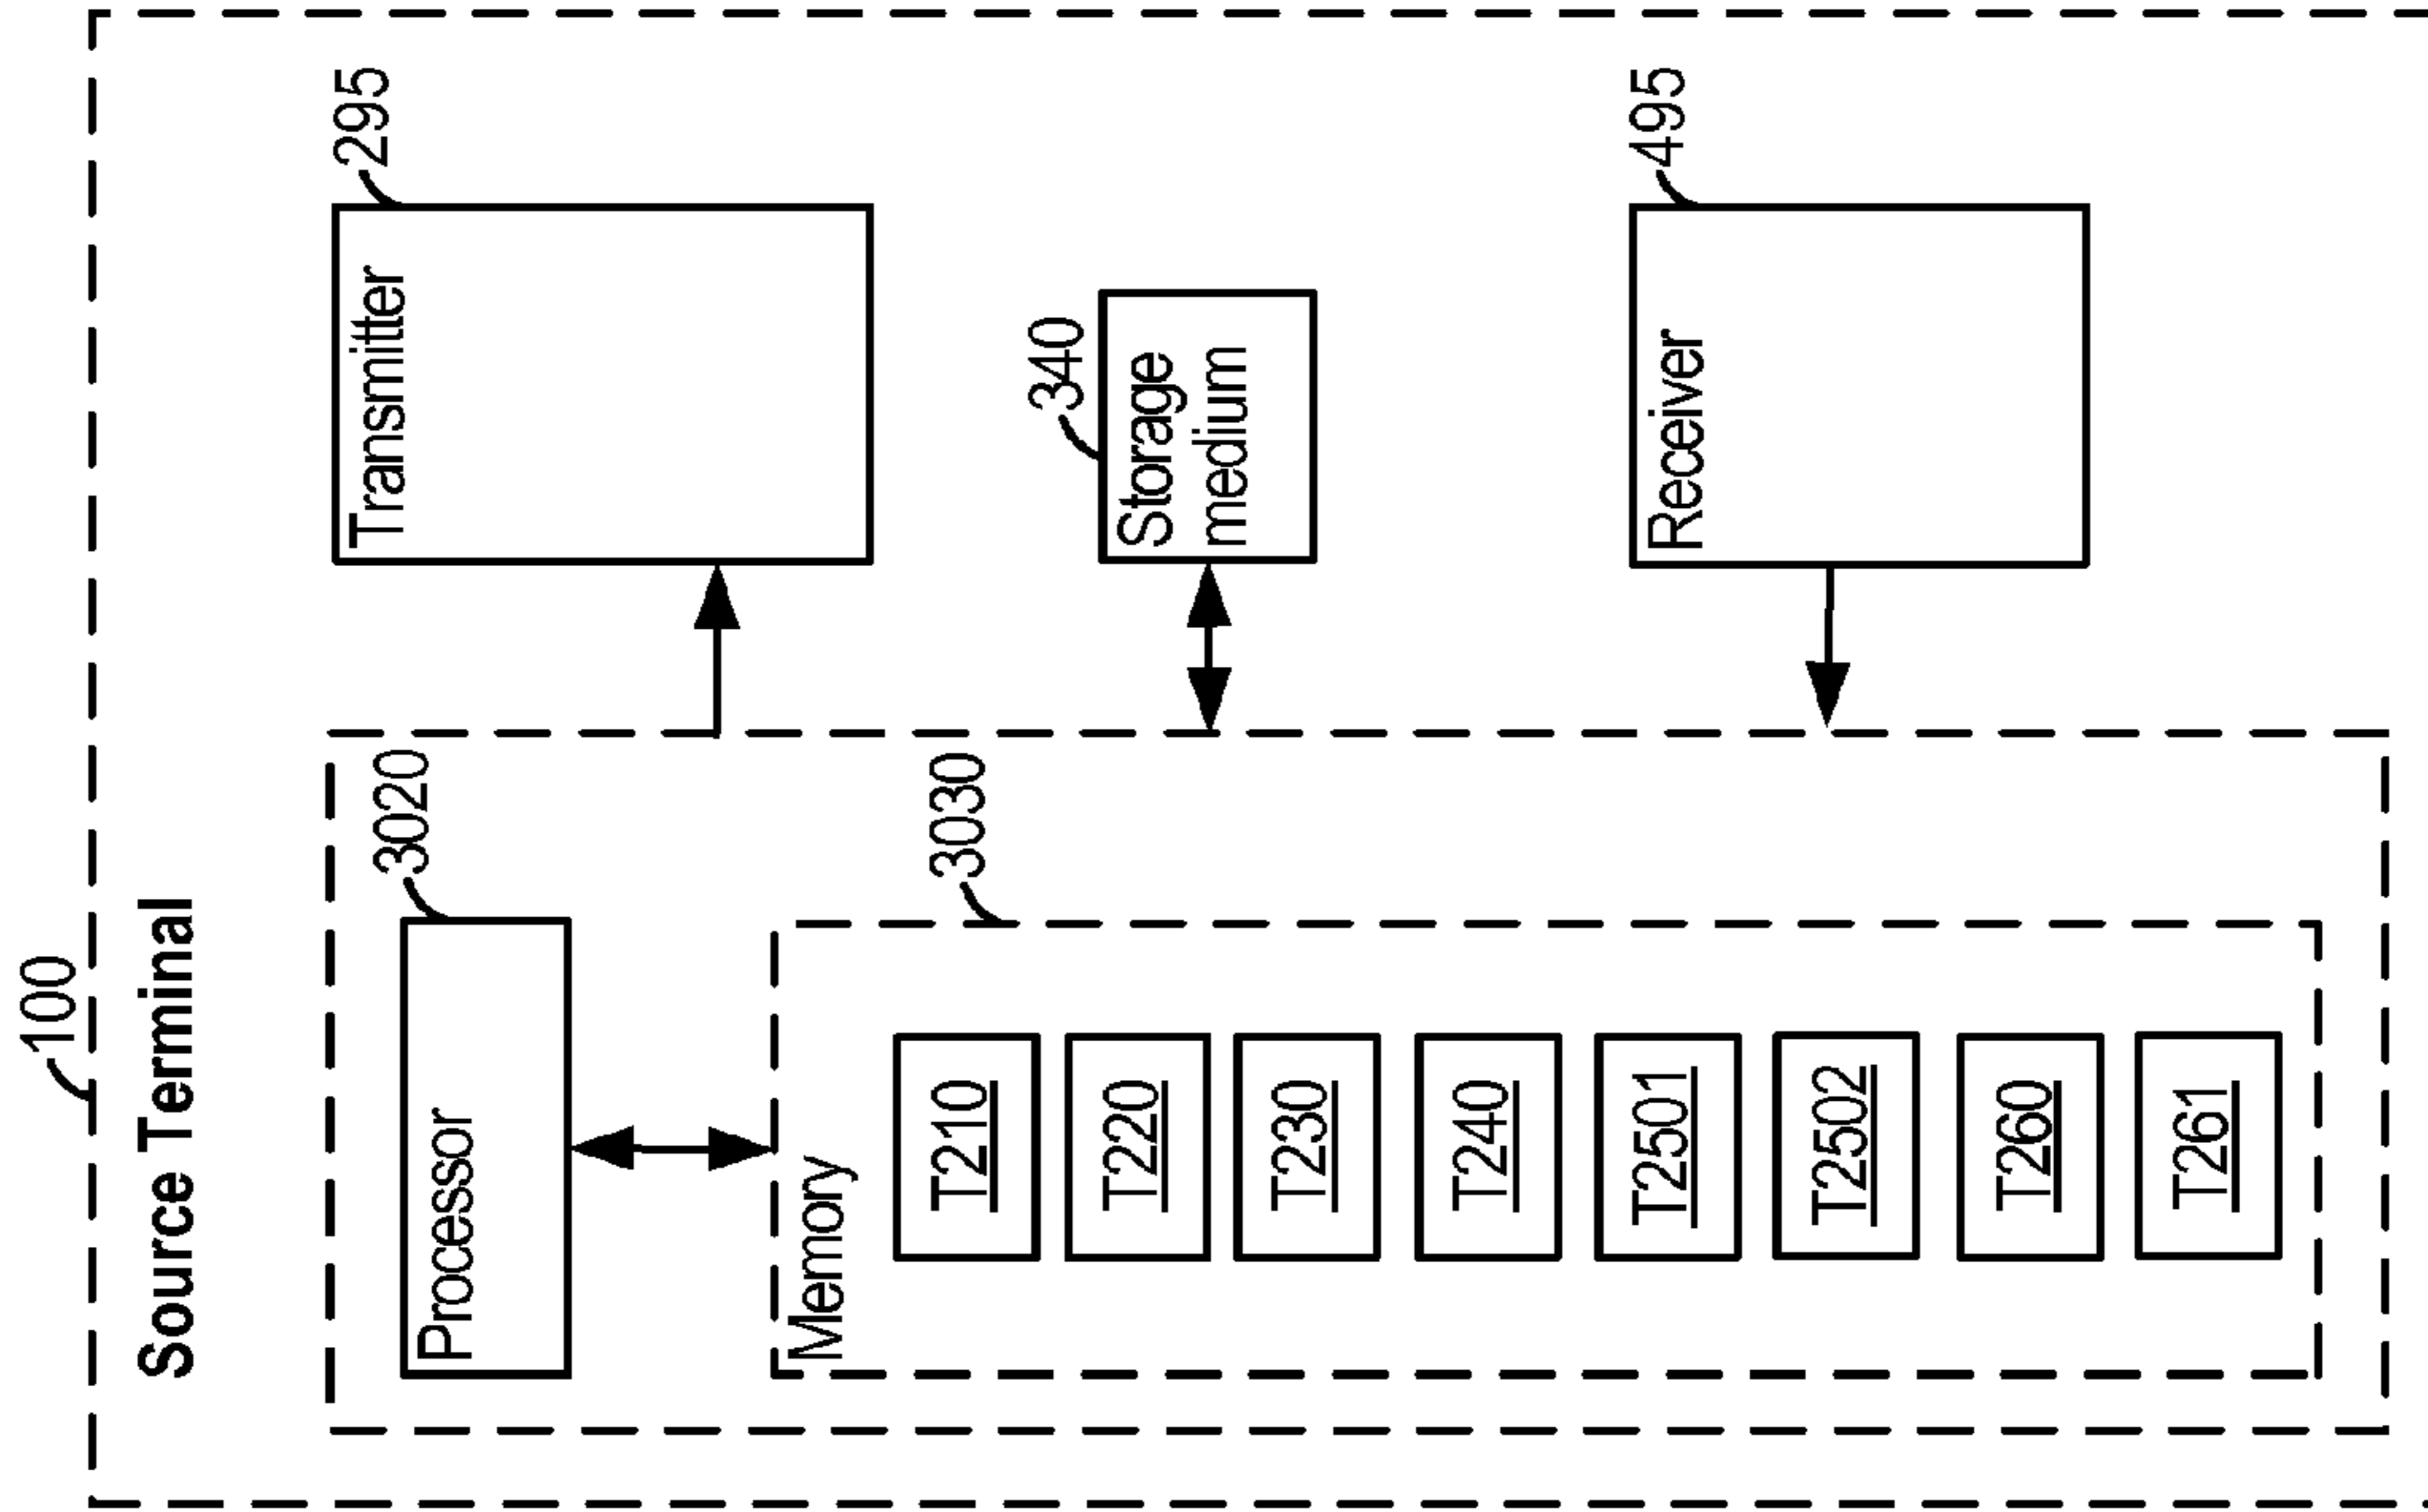 100
Source Terminal
Processor
3020
Memory
3030
T210
T220
T230
T240
T2501
T2502
T260
T261
Transmitter
295
Storage
medium
340
Receiver
495